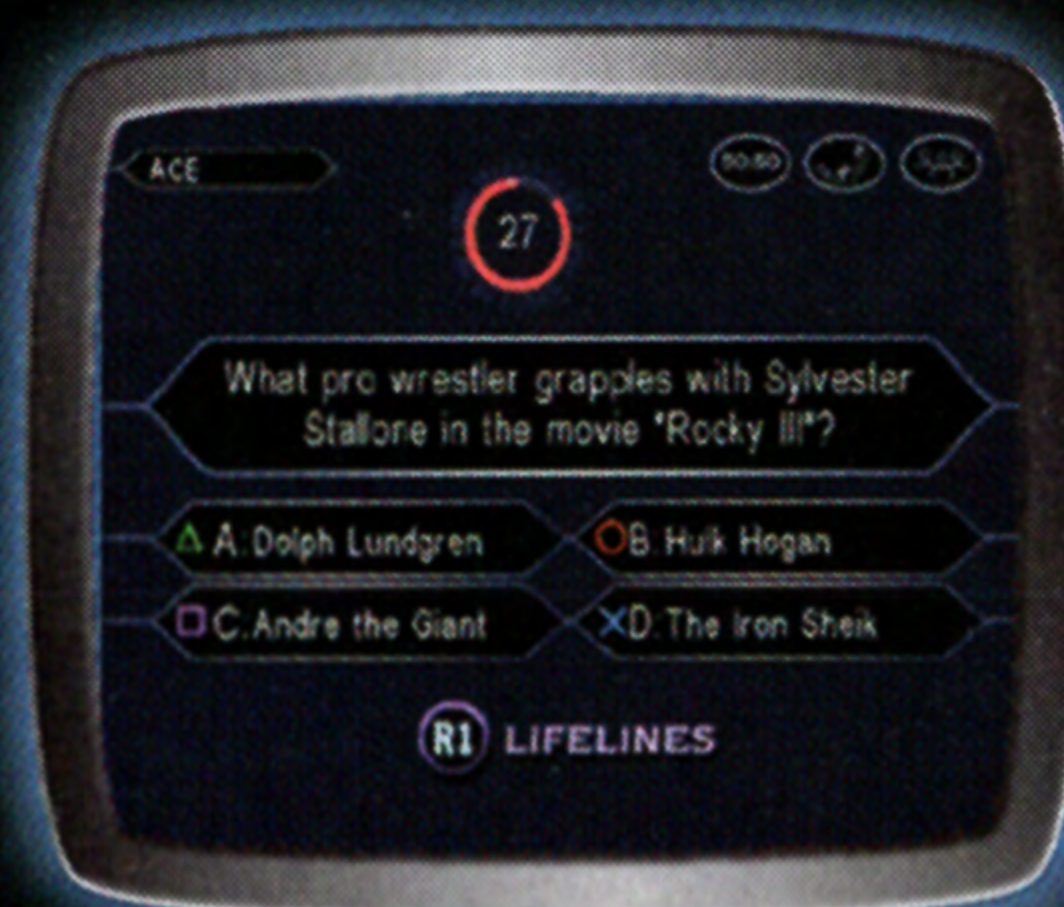 ACE
50:50
27
What pro wrestler grapples with Sylvester
Stallone in the movie "Rocky III"?
A:Dolph Lundgren
B:Hulk Hogan
C:Andre the Giant
D:The Iron Sheik
R1 LIFELINES